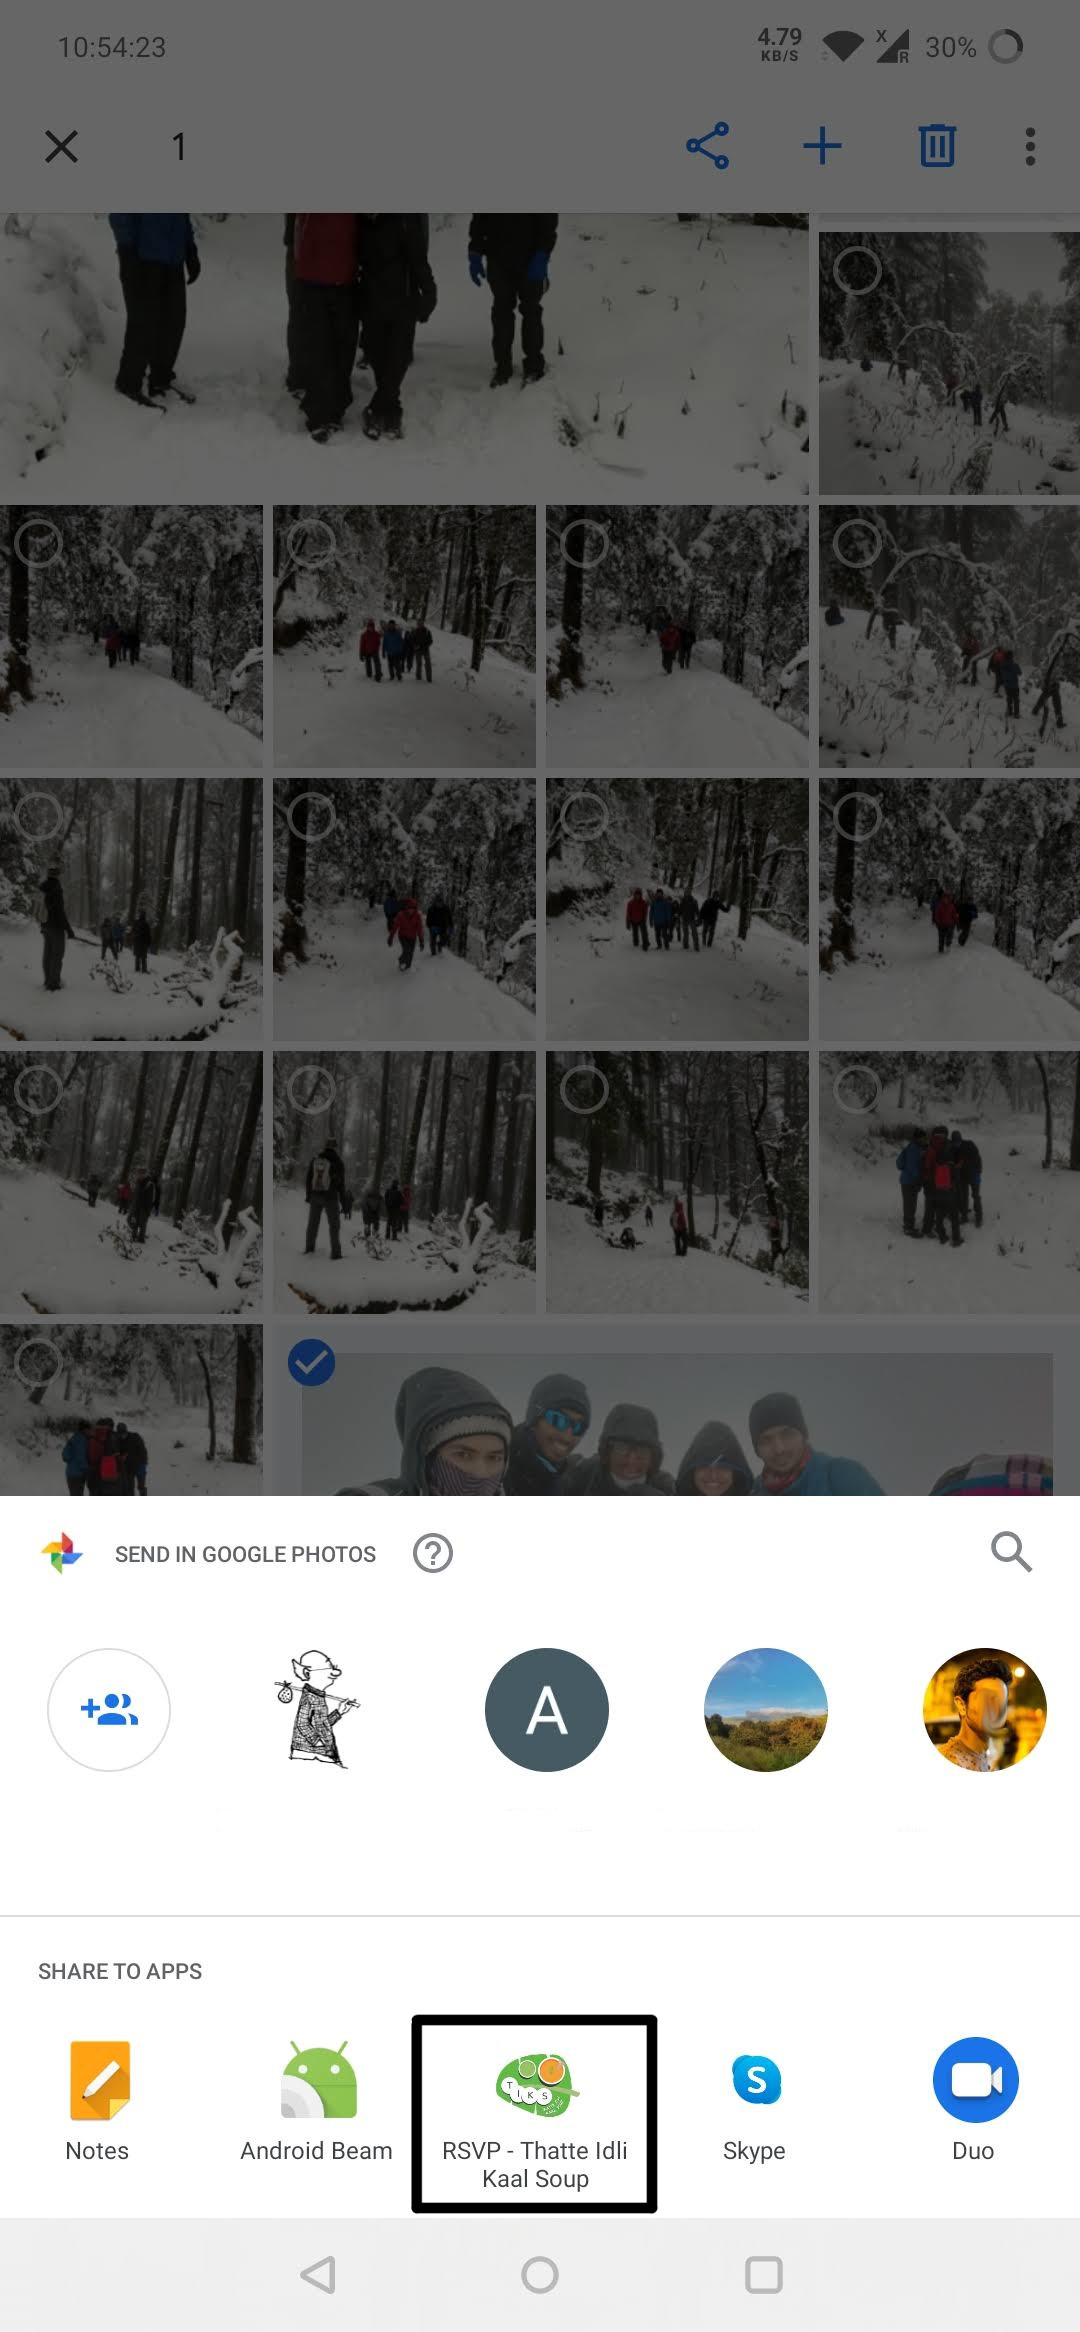 10:54:23
4.79
KB/S
X
R
30%
1
SEND IN GOOGLE PHOTOS
?
A
SHARE TO APPS
T I K S
S
Notes
Android Beam
RSVP - Thatte Idli
Kaal Soup
Skype
Duo